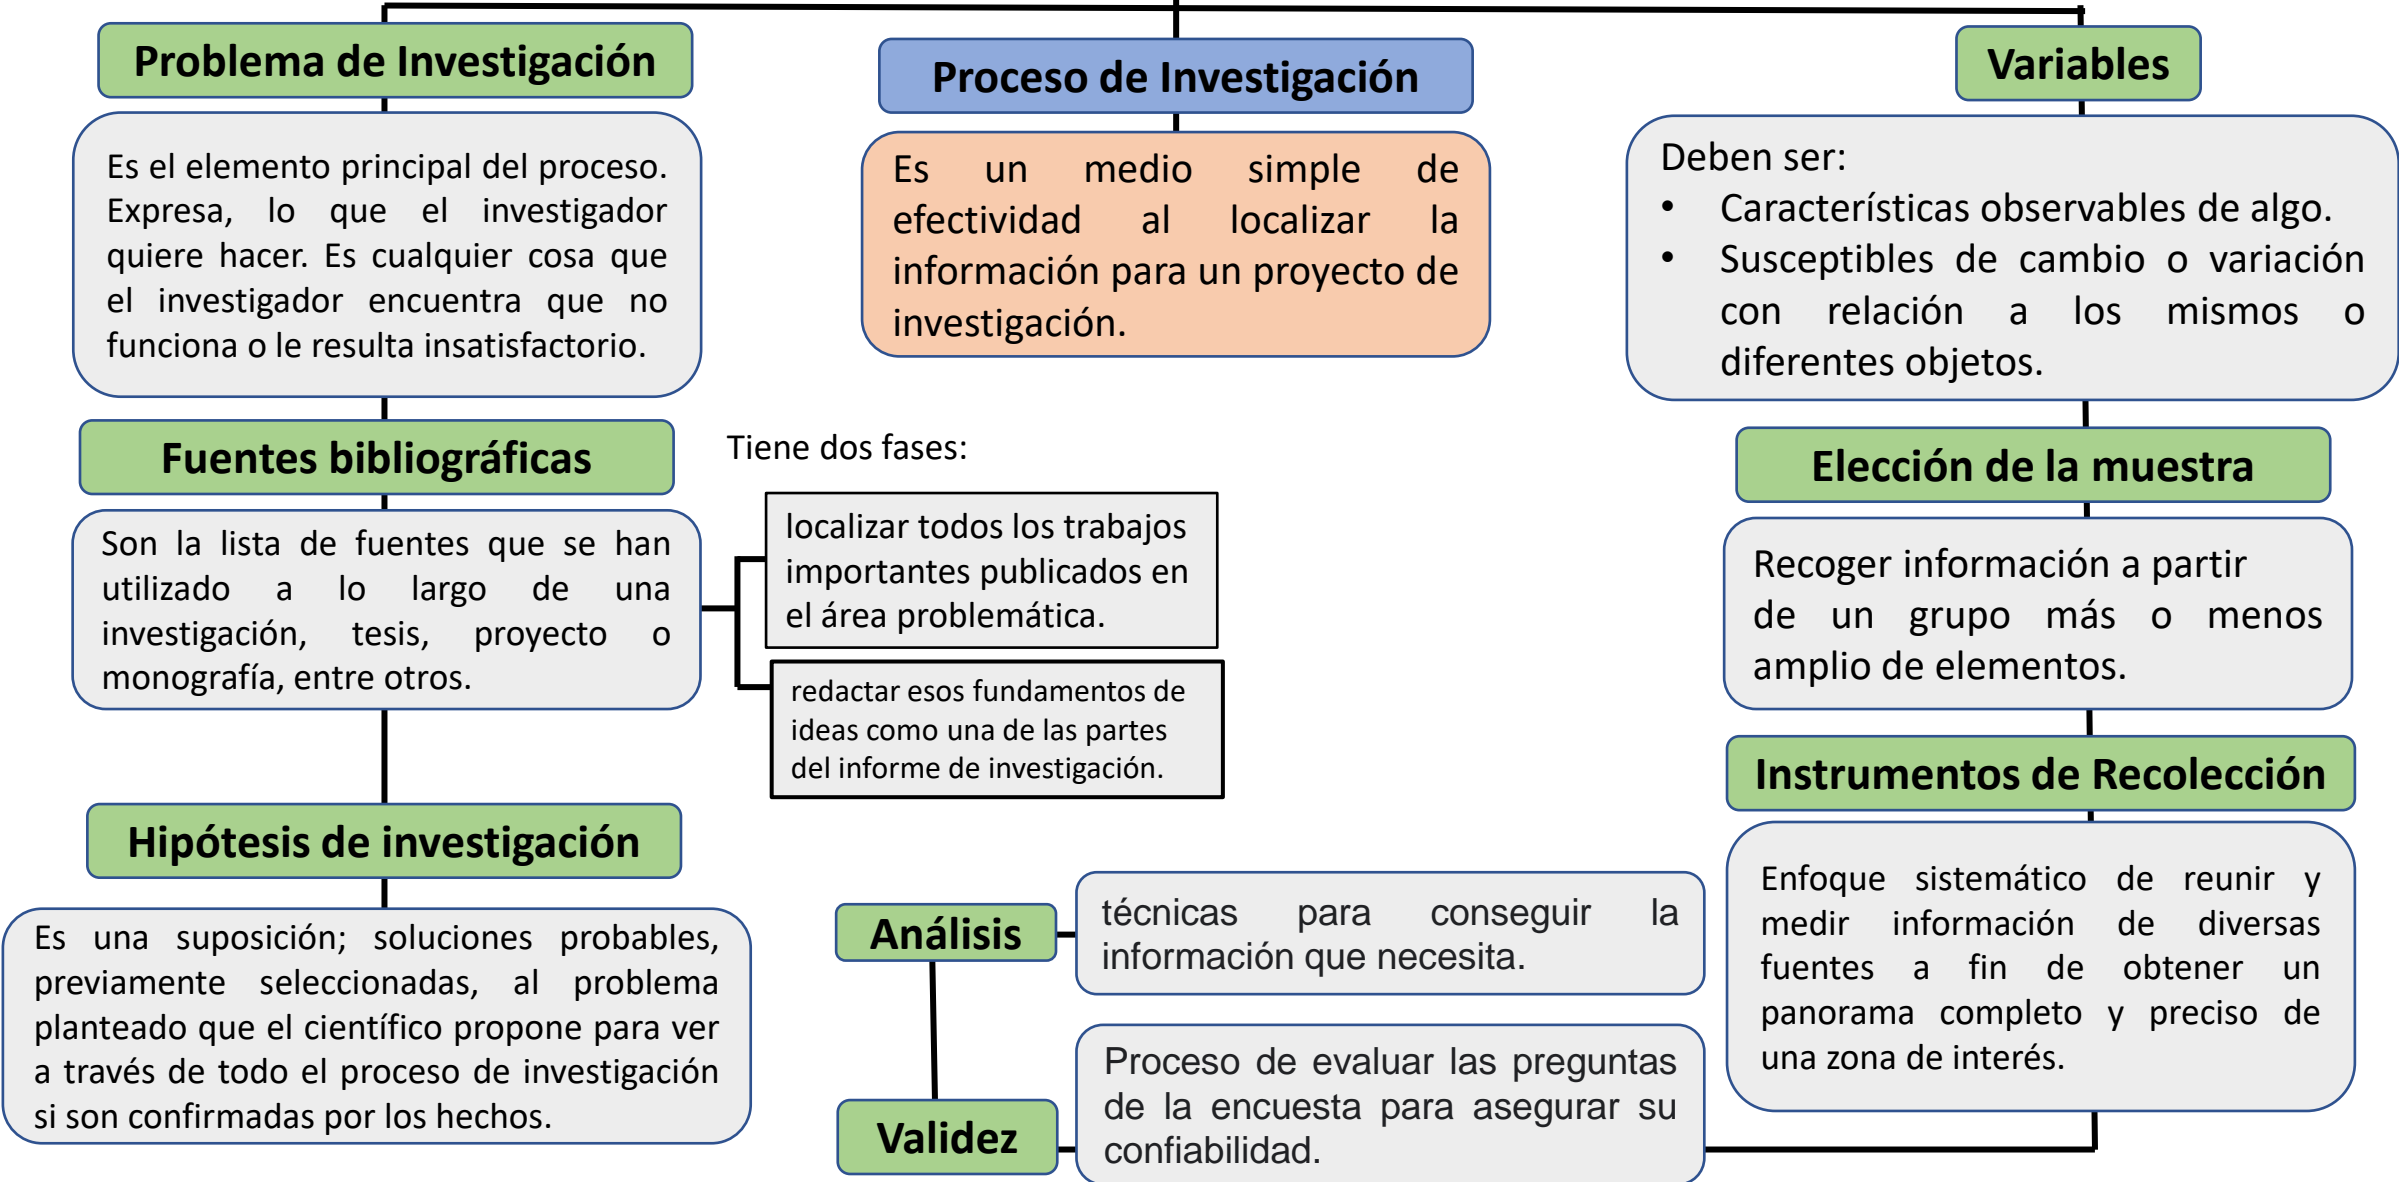 Problema de Investigación
Es el elemento principal del proceso.
Expresa, lo que el investigador
quiere hacer. Es cualquier cosa que
el investigador encuentra que no
funciona o le resulta insatisfactorio.
Fuentes bibliográficas
Son la lista de fuentes que se han
utilizado a lo largo de una
investigación, tesis, proyecto o
monografía, entre otros.
Tiene dos fases:
localizar todos los trabajos
importantes publicados en
el área problemática.
redactar esos fundamentos de
ideas como una de las partes
del informe de investigación.
Hipótesis de investigación
Es una suposición; soluciones probables,
previamente seleccionadas, al problema
planteado que el científico propone para ver
a través de todo el proceso de investigación
si son confirmadas por los hechos.
Proceso de Investigación
Es un medio simple de
efectividad al localizar la
información para un proyecto de
investigación.
Variables
Deben ser:
• Características observables de algo.
• Susceptibles de cambio o variación
con relación a los mismos o
diferentes objetos.
Elección de la muestra
Recoger información a partir
de un grupo más o menos
amplio de elementos.
Instrumentos de Recolección
Enfoque sistemático de reunir y
medir información de diversas
fuentes a fin de obtener un
panorama completo y preciso de
una zona de interés.
Análisis
técnicas para conseguir la
información que necesita.
Validez
Proceso de evaluar las preguntas
de la encuesta para asegurar su
confiabilidad.